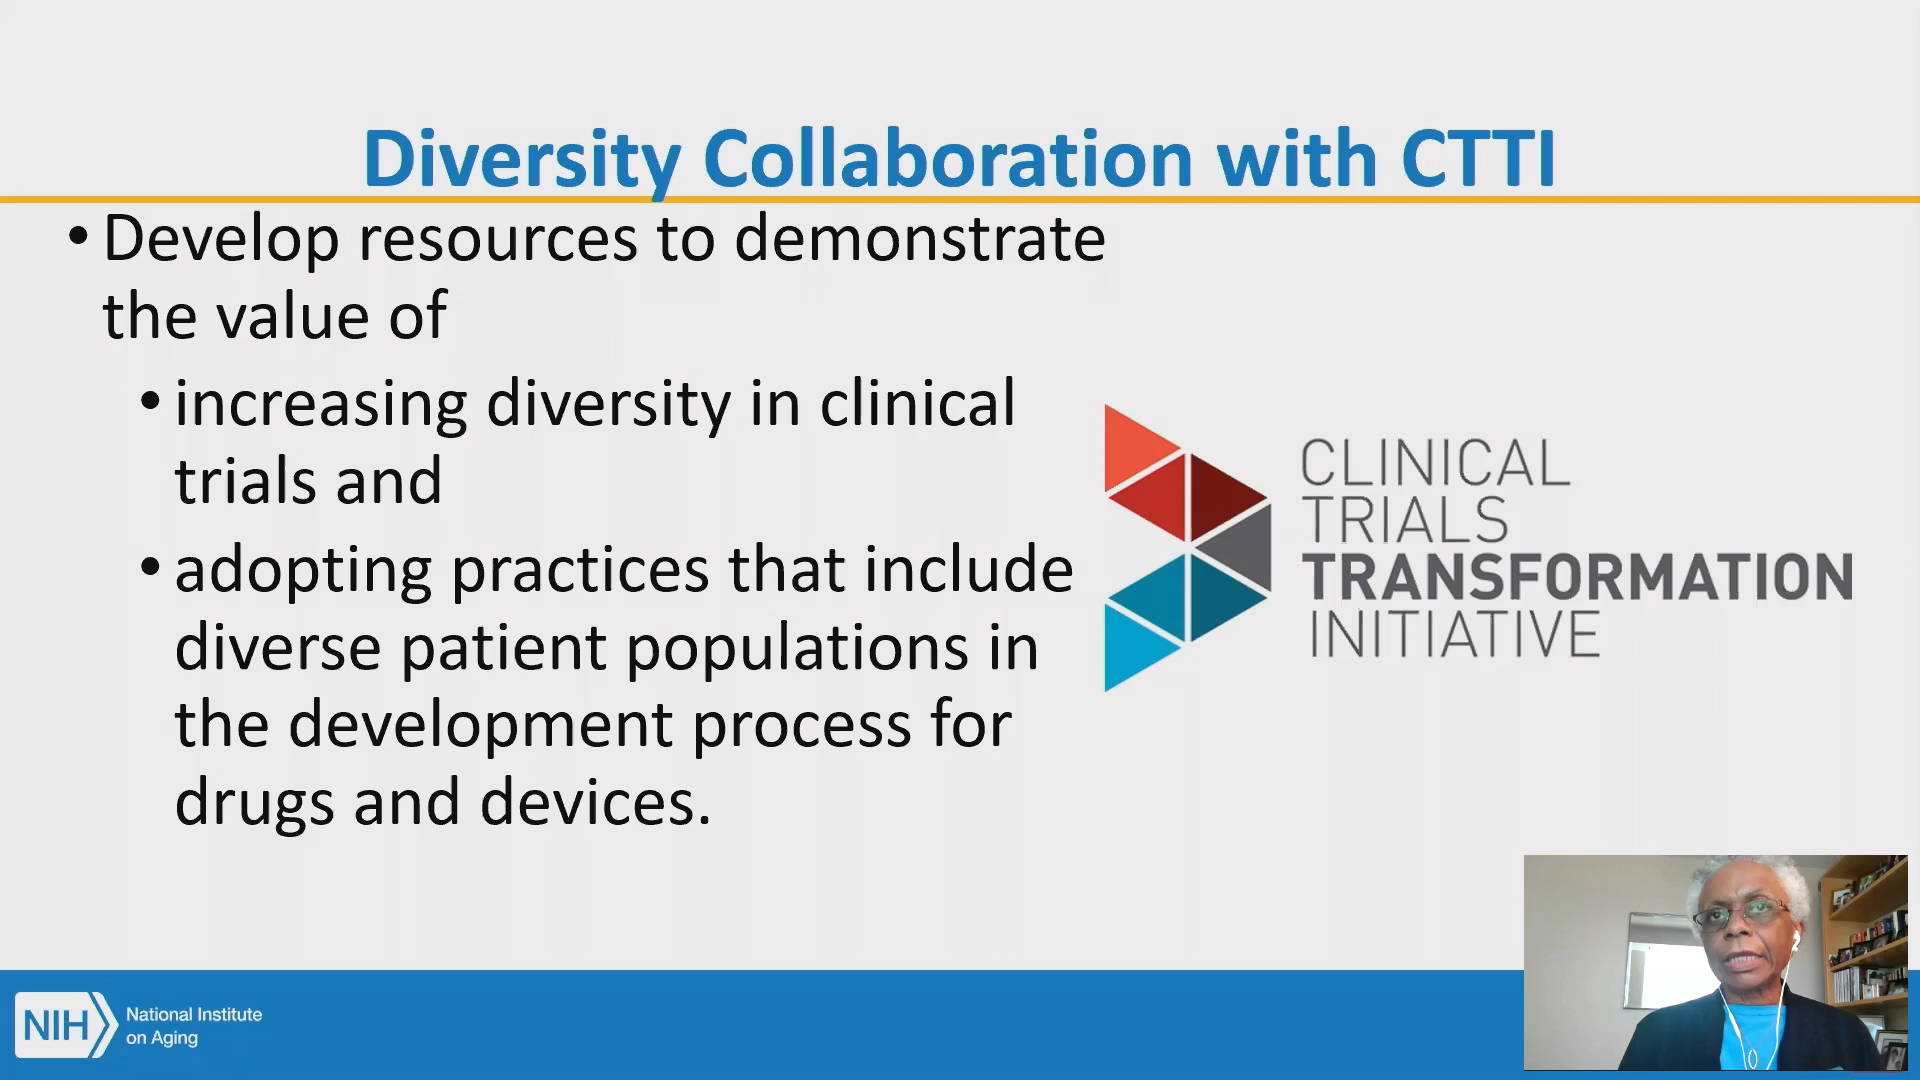 Diversity Collaboration with CTTI
• Develop resources to demonstrate
the value of
• increasing diversity in clinical
trials and
• adopting practices that include
diverse patient populations in
the development process for
drugs and devices.
CLINICAL
TRIALS
TRANSFORMATION
INITIATIVE
NIH
National Institute
on Aging